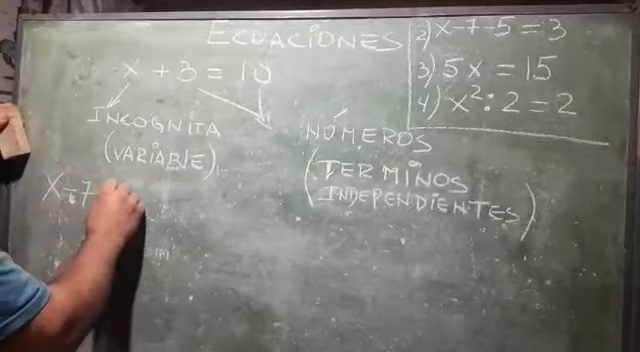 ECUACIONES
2) x-7-5=3
x + 3 = 10
3) 5x = 15
4) x²:2=2
INCOGNITA
(VARIABLE)
NÚMEROS
(TERMINOS
INDEPENDIENTES)
X-7